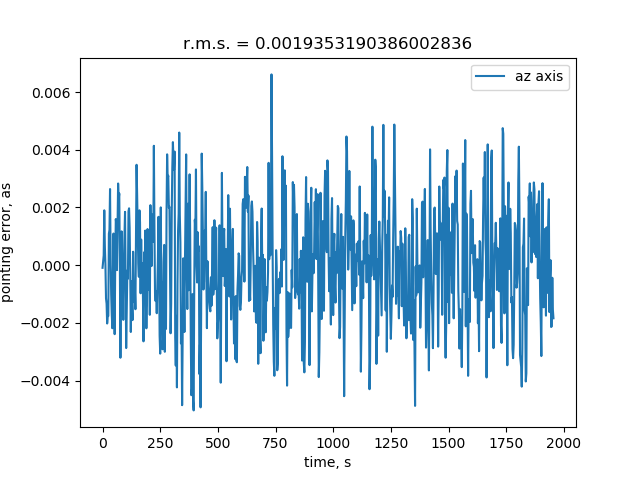 r.m.s. = 0.0019353190386002836
az axis
0.006
0.004
0.002
0.000
−0.002
−0.004
pointing error, as
0 250 500 750 1000 1250 1500 1750 2000
time, s